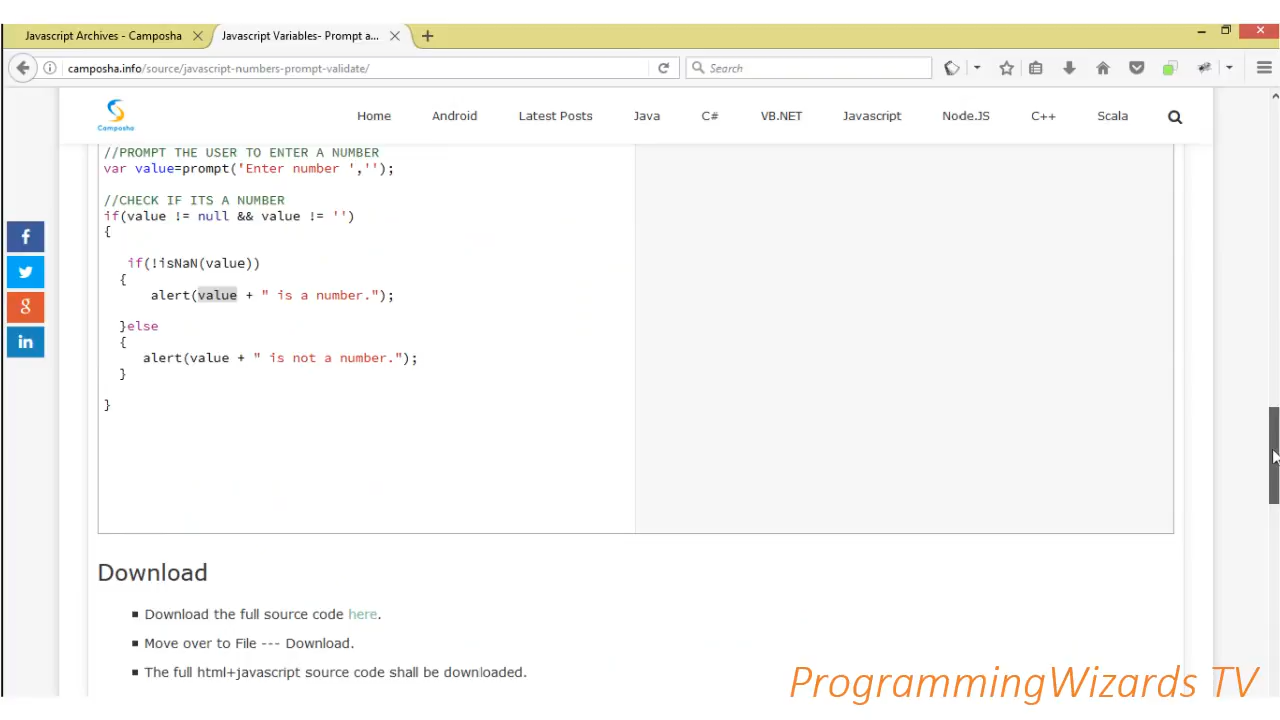 Javascript Archives - Camposha
Javascript Variables- Prompt a...
camposha.info/source/javascript-numbers-prompt-validate/
Search
Camposha
Home
Android
Latest Posts
Java
C#
VB.NET
Javascript
Node.JS
C++
Scala
//PROMPT THE USER TO ENTER A NUMBER
var value=prompt('Enter number ','');
//CHECK IF ITS A NUMBER
if(value != null && value != '')
{
if(!isNaN(value))
{
alert(value + " is a number.");
}else
{
alert(value + " is not a number.");
}
}
Download
Download the full source code here.
Move over to File --- Download.
The full html+javascript source code shall be downloaded.
ProgrammingWizards TV